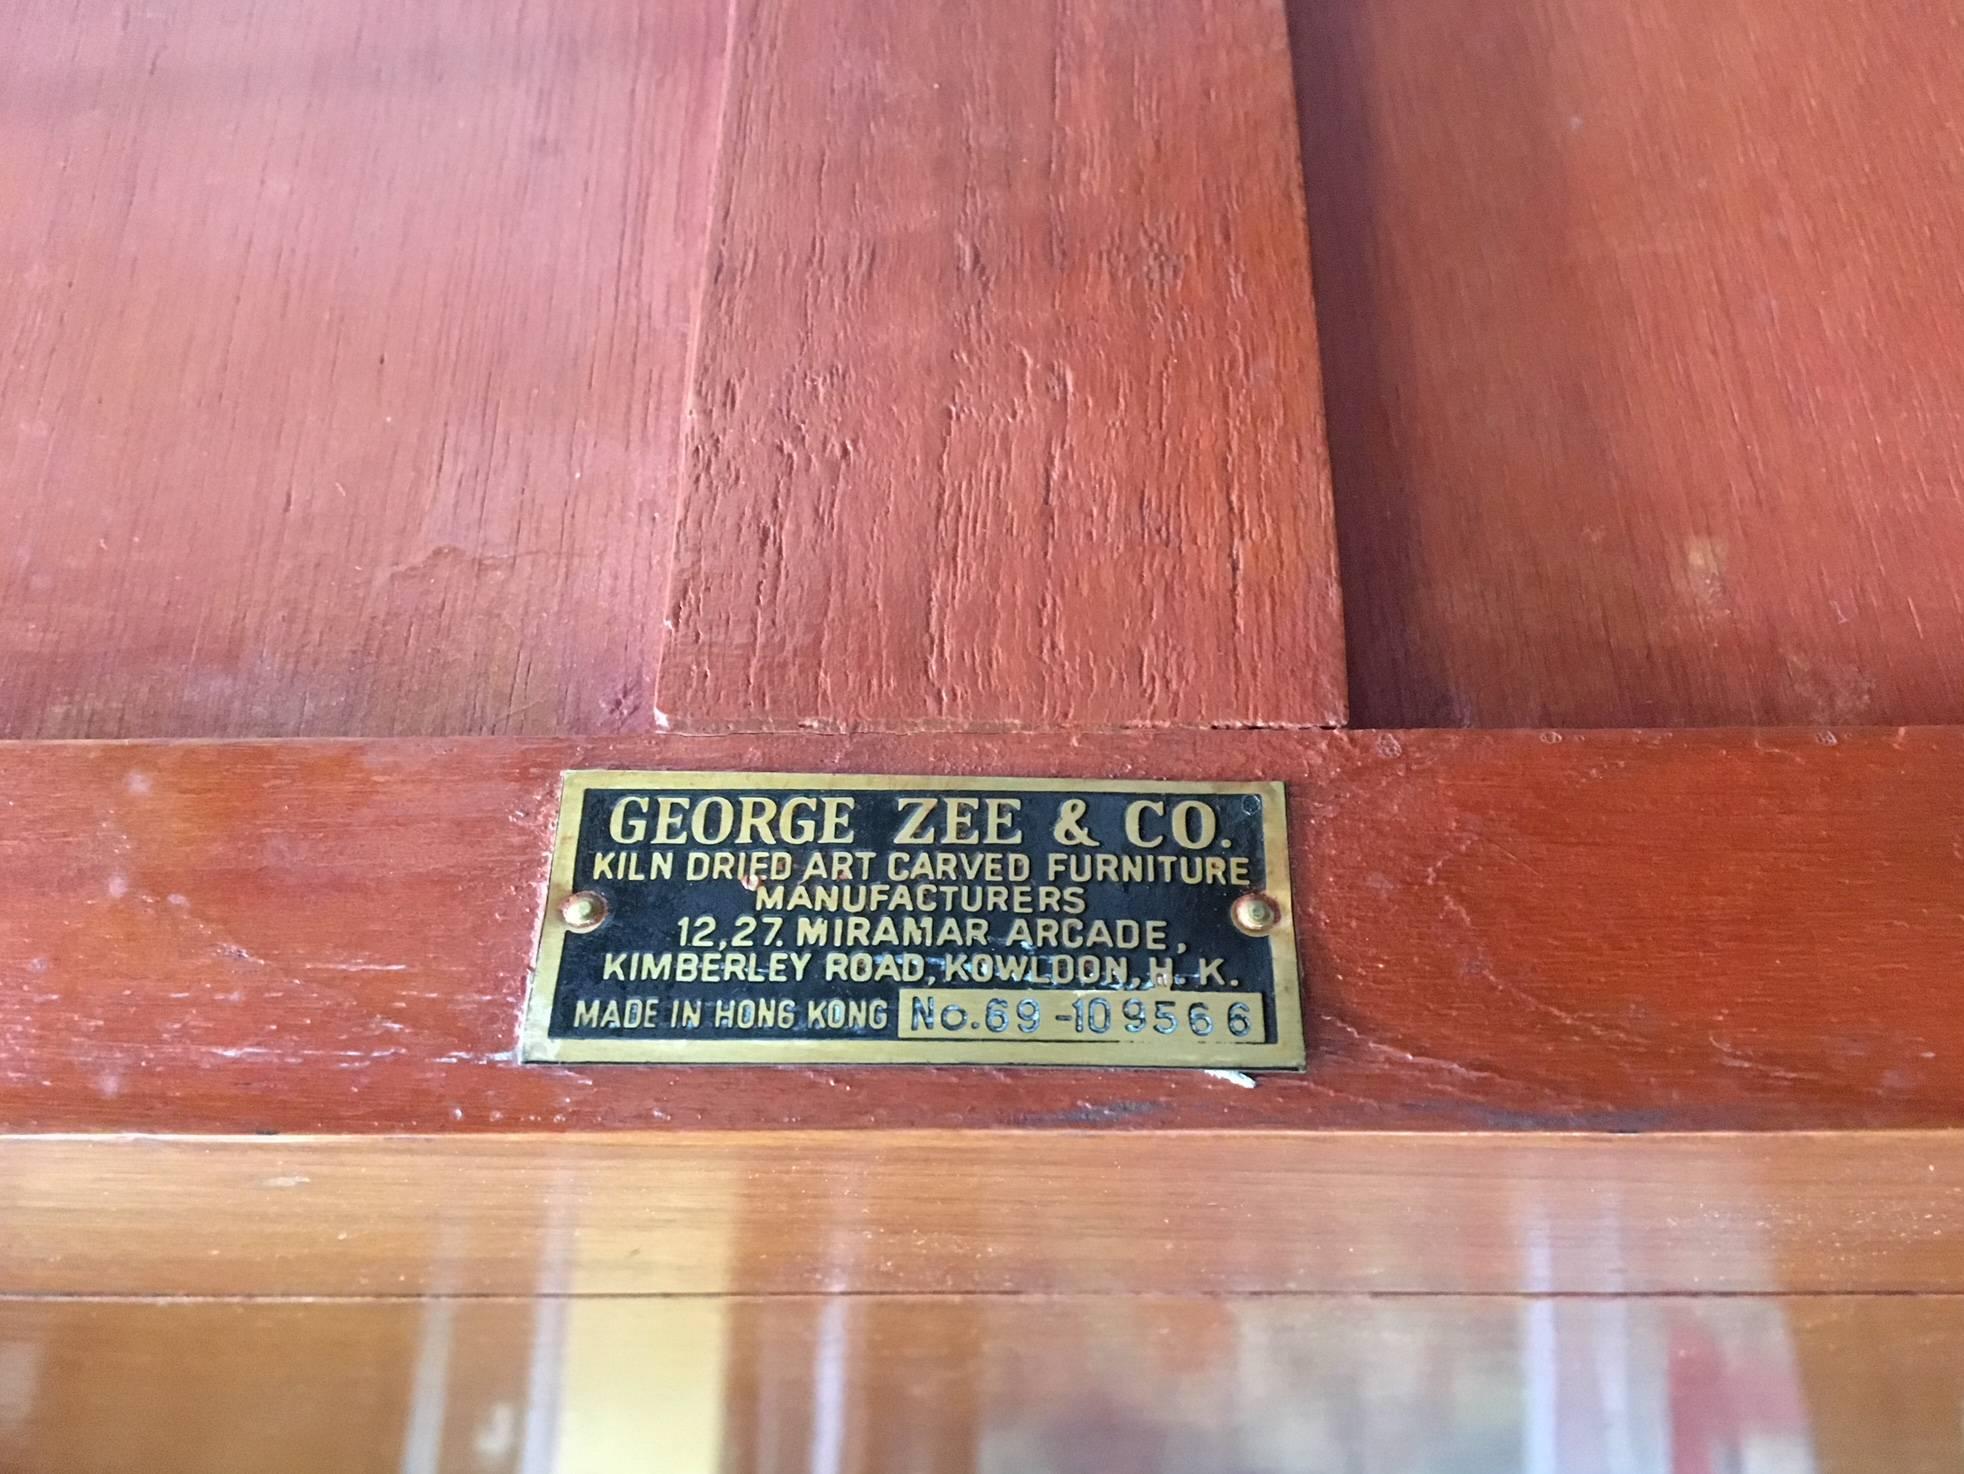 GEORGE ZEE & CO.
KILN DRIED ART CARVED FURNITURE
MANUFACTURERS
12,27. MIRAMAR ARCADE,
KIMBERLEY ROAD, KOWLOON, H. K.
MADE IN HONG KONG No.69-109566